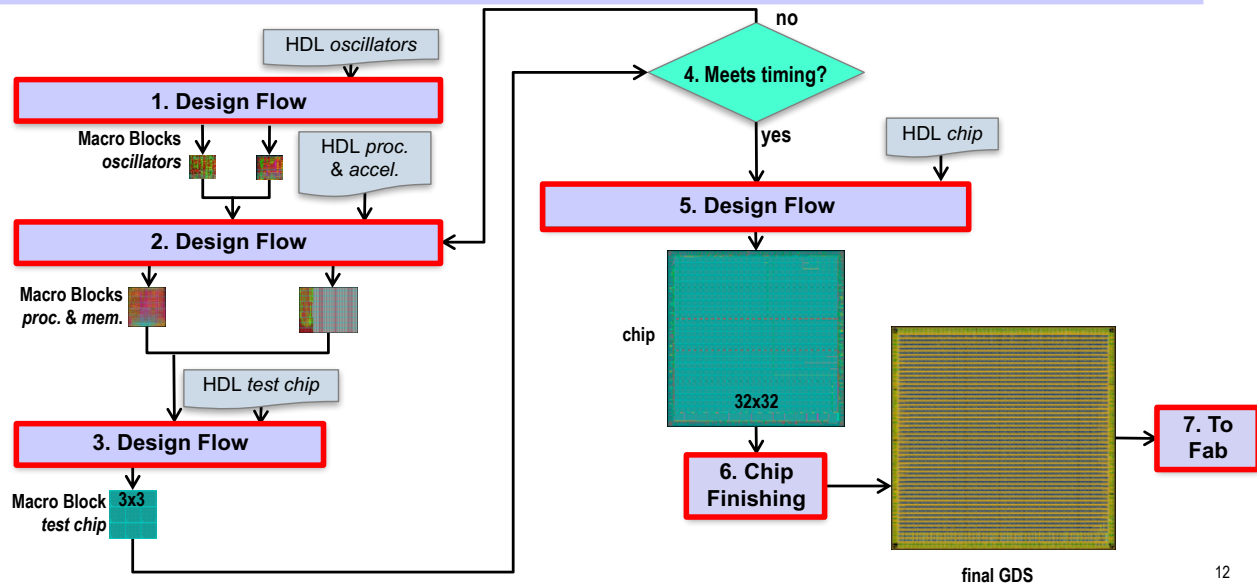 HDL oscillators
1. Design Flow
Macro Blocks
oscillators
HDL proc.
& accel.
2. Design Flow
Macro Blocks
proc. & mem.
HDL test chip
3. Design Flow
Macro Block
test chip
3x3
no
4. Meets timing?
yes
HDL chip
5. Design Flow
chip
32x32
6. Chip
Finishing
final GDS
7. To
Fab
12